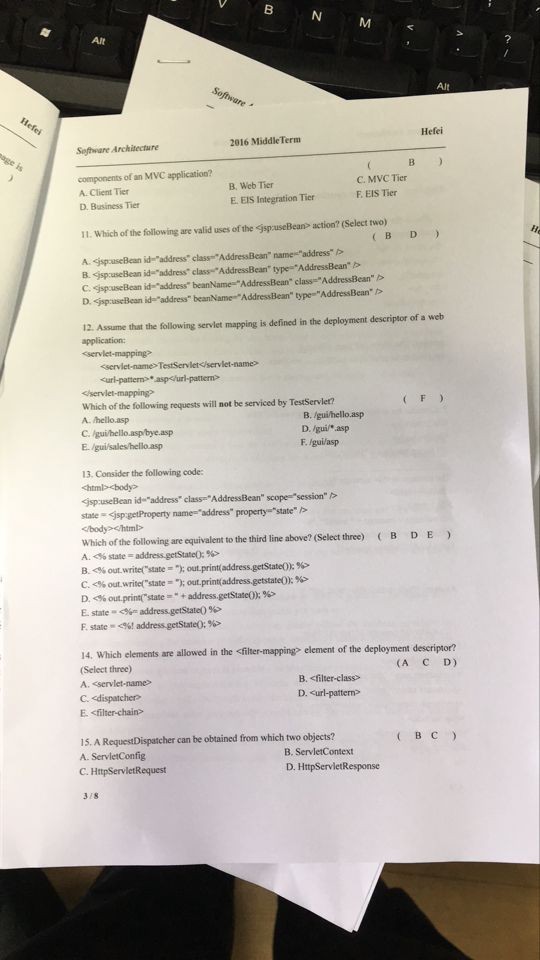 V B N M < > ?
, . /
Alt
Alt
Software
Hefei
age is
)
Software Architecture 2016 MiddleTerm Hefei
components of an MVC application? ( B )
A. Client Tier B. Web Tier C. MVC Tier
D. Business Tier E. EIS Integration Tier F. EIS Tier
11. Which of the following are valid uses of the <jsp:useBean> action? (Select two)
( B D )
A. <jsp:useBean id="address" class="AddressBean" name="address" />
B. <jsp:useBean id="address" class="AddressBean" type="AddressBean" />
C. <jsp:useBean id="address" beanName="AddressBean" class="AddressBean" />
D. <jsp:useBean id="address" beanName="AddressBean" type="AddressBean" />
12. Assume that the following servlet mapping is defined in the deployment descriptor of a web
application:
<servlet-mapping>
<servlet-name>TestServlet</servlet-name>
<url-pattern>*.asp</url-pattern>
</servlet-mapping>
Which of the following requests will not be serviced by TestServlet? ( F )
A. /hello.asp B. /gui/hello.asp
C. /gui/hello.asp/bye.asp D. /gui/*.asp
E. /gui/sales/hello.asp F. /gui/asp
13. Consider the following code:
<html><body>
<jsp:useBean id="address" class="AddressBean" scope="session" />
state = <jsp:getProperty name="address" property="state" />
</body></html>
Which of the following are equivalent to the third line above? (Select three) ( B D E )
A. <% state = address.getState(); %>
B. <% out.write("state = "); out.print(address.getState()); %>
C. <% out.write("state = "); out.print(address.getstate()); %>
D. <% out.print("state = " + address.getState()); %>
E. state = <%= address.getState() %>
F. state = <%! address.getState(); %>
14. Which elements are allowed in the <filter-mapping> element of the deployment descriptor?
(Select three) (A C D)
A. <servlet-name> B. <filter-class>
C. <dispatcher> D. <url-pattern>
E. <filter-chain>
15. A RequestDispatcher can be obtained from which two objects? ( B C )
A. ServletConfig B. ServletContext
C. HttpServletRequest D. HttpServletResponse
3 / 8